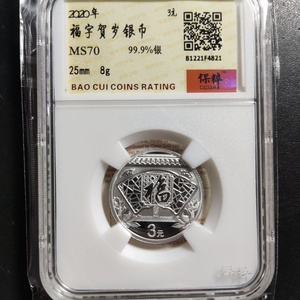 2020年 3元
福字贺岁银币
MS70 99.9%银
25mm 8g
B1221F4821
保粹
BAO CUI COINS RATING
福
3元